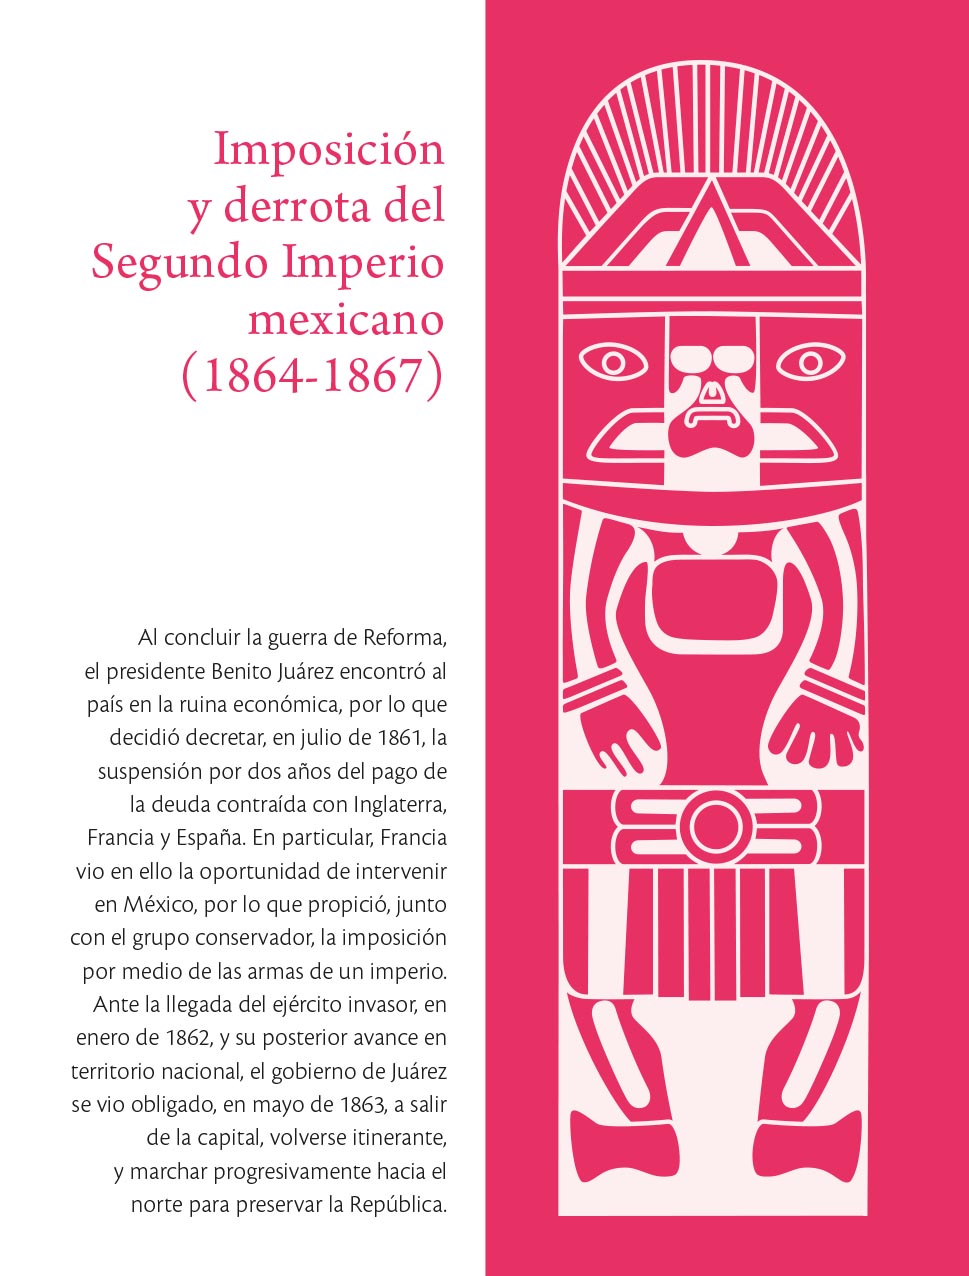 Imposición
y derrota del
Segundo Imperio
mexicano
(1864-1867)
Al concluir la guerra de Reforma,
el presidente Benito Juárez encontró al
país en la ruina económica, por lo que
decidió decretar, en julio de 1861, la
suspensión por dos años del pago de
la deuda contraída con Inglaterra,
Francia y España. En particular, Francia
vio en ello la oportunidad de intervenir
en México, por lo que propició, junto
con el grupo conservador, la imposición
por medio de las armas de un imperio.
Ante la llegada del ejército invasor, en
enero de 1862, y su posterior avance en
territorio nacional, el gobierno de Juárez
se vio obligado, en mayo de 1863, a salir
de la capital, volverse itinerante,
y marchar progresivamente hacia el
norte para preservar la República.